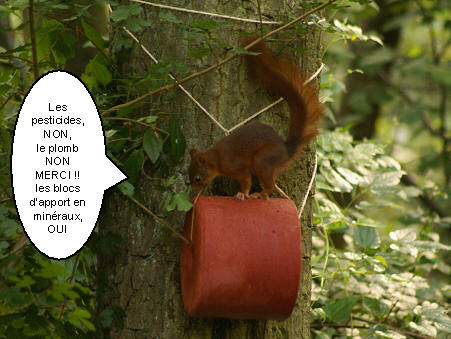 Les
pesticides,
NON,
le plomb
NON
MERCI !!
les blocs
d'apport en
minéraux,
OUI